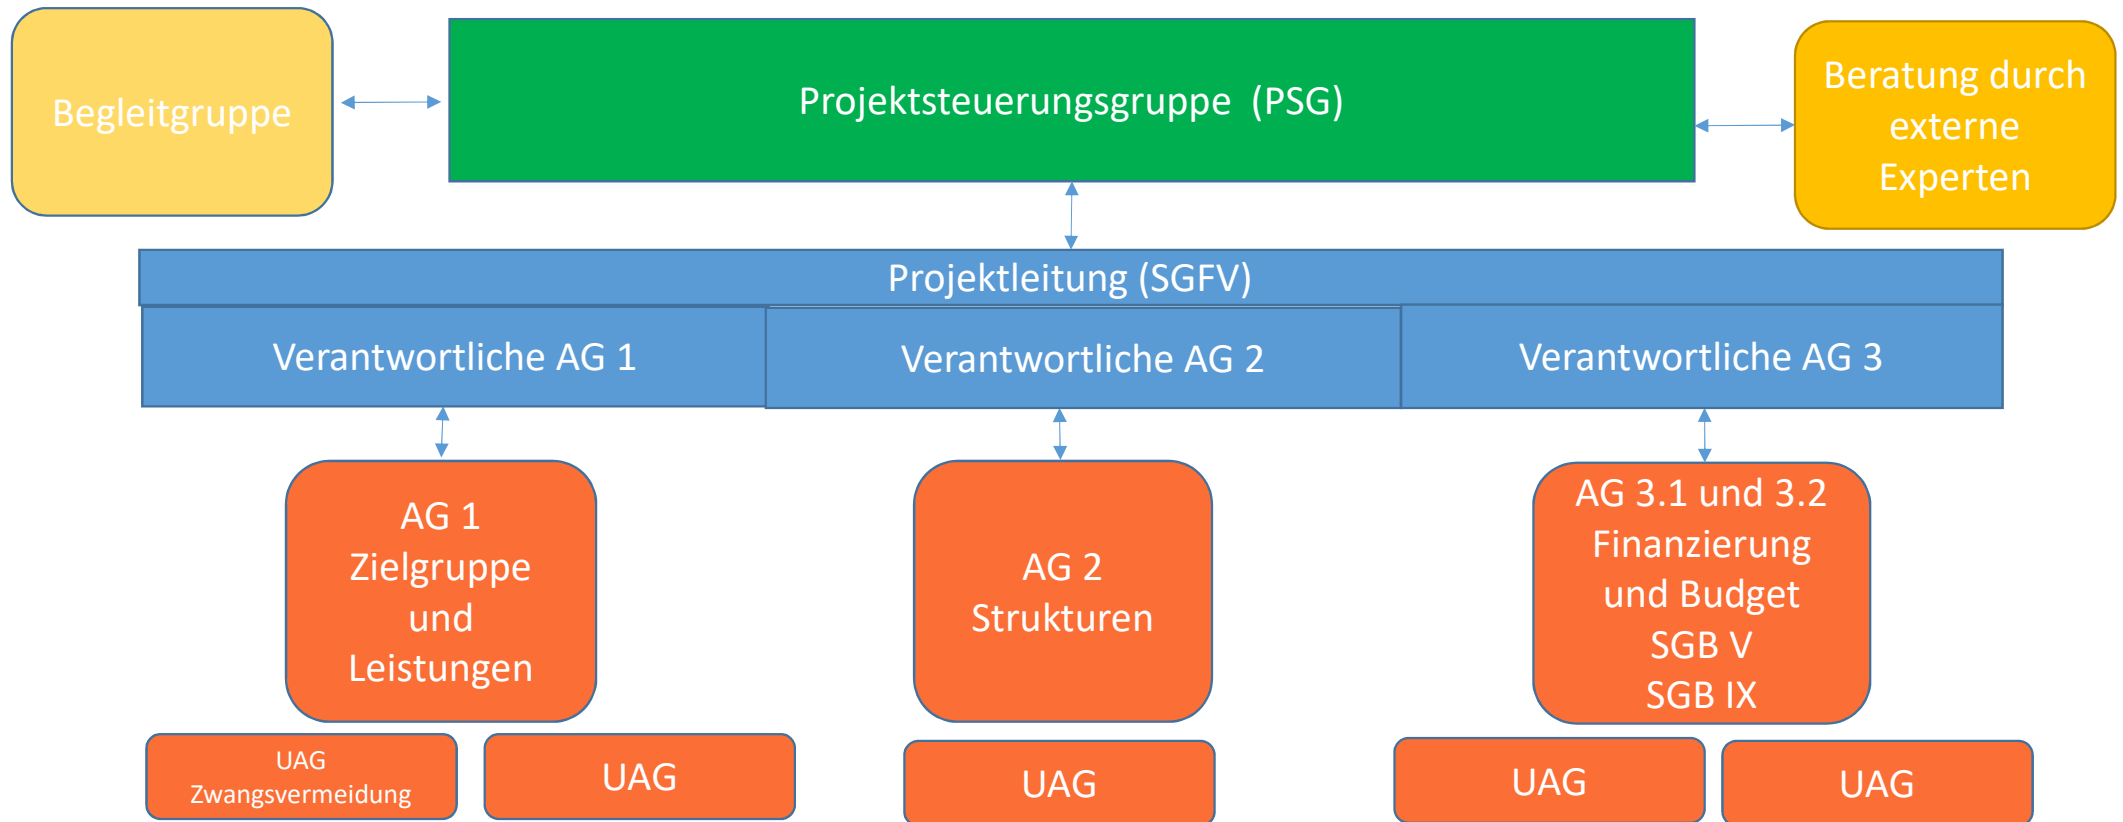 Begleitgruppe
Projektsteuerungsgruppe (PSG)
Beratung durch
externe
Experten
Projektleitung (SGFV)
Verantwortliche AG 1
Verantwortliche AG 2
Verantwortliche AG 3
AG 1
Zielgruppe
und
Leistungen
AG 2
Strukturen
AG 3.1 und 3.2
Finanzierung
und Budget
SGB V
SGB IX
UAG
Zwangsvermeidung
UAG
UAG
UAG
UAG